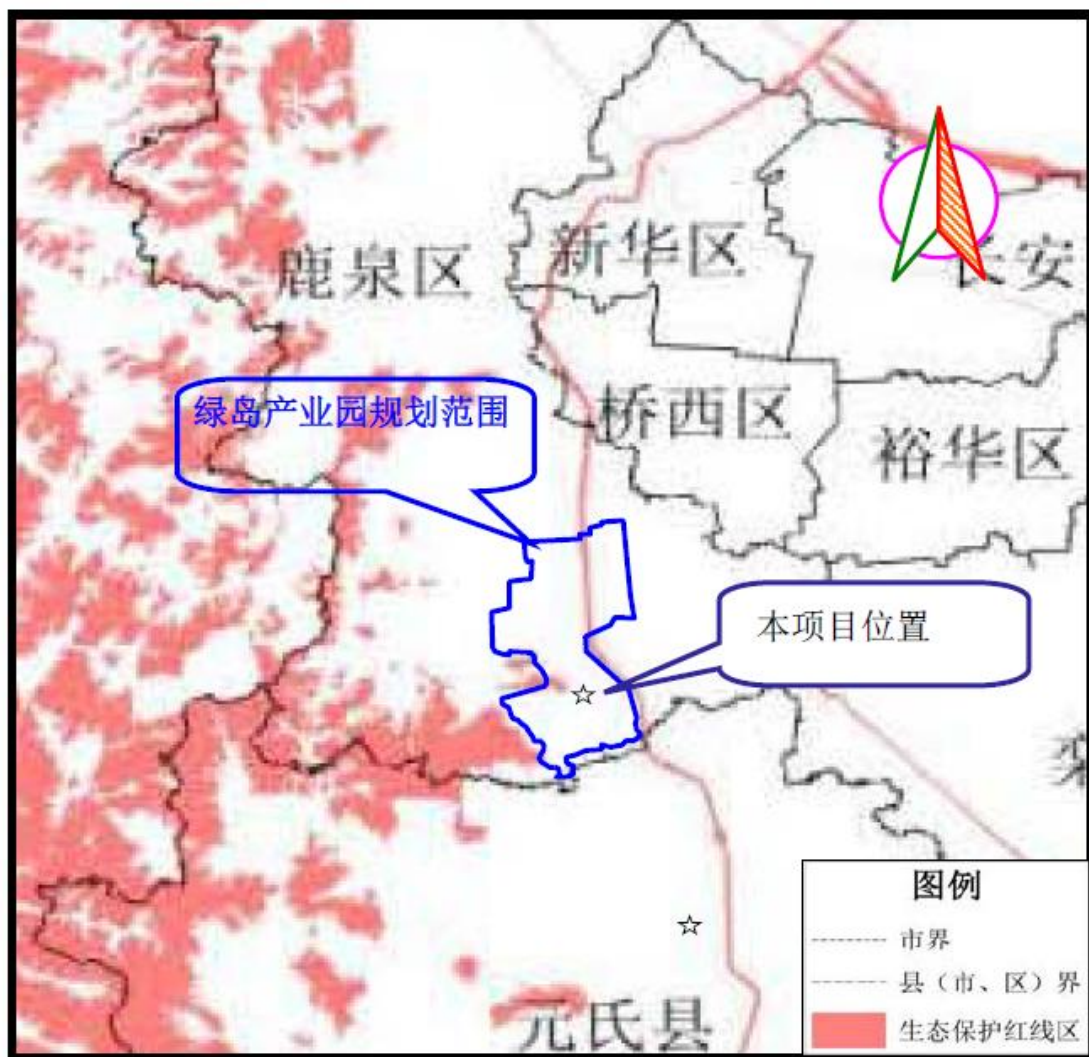 鹿泉区
新华区
长安
绿岛产业园规划范围
桥西区
裕华区
本项目位置
栾
元氏县
图例
市界
县（市、区）界
生态保护红线区